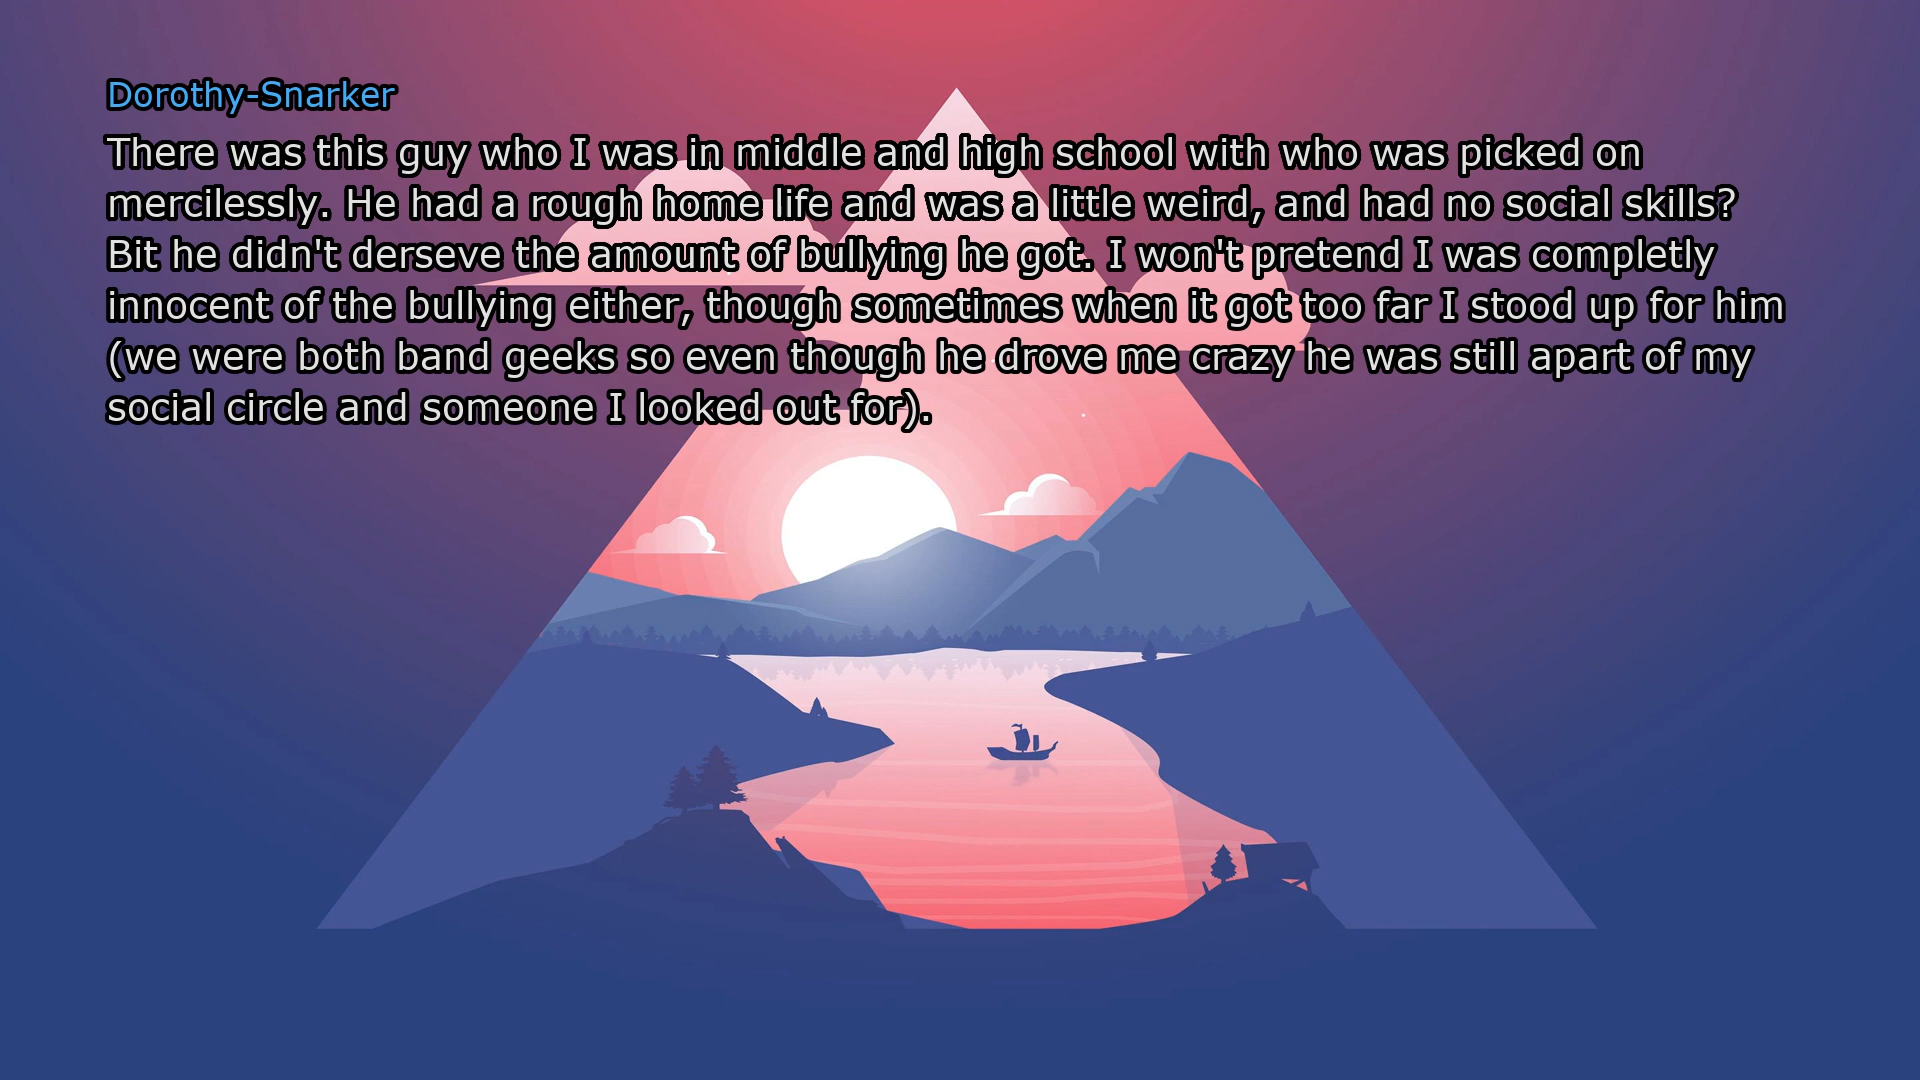 Dorothy-Snarker
There was this guy who I was in middle and high school with who was picked on
mercilessly. He had a rough home life and was a little weird, and had no social skills?
Bit he didn't derseve the amount of bullying he got. I won't pretend I was completly
innocent of the bullying either, though sometimes when it got too far I stood up for him
(we were both band geeks so even though he drove me crazy he was still apart of my
social circle and someone I looked out for).